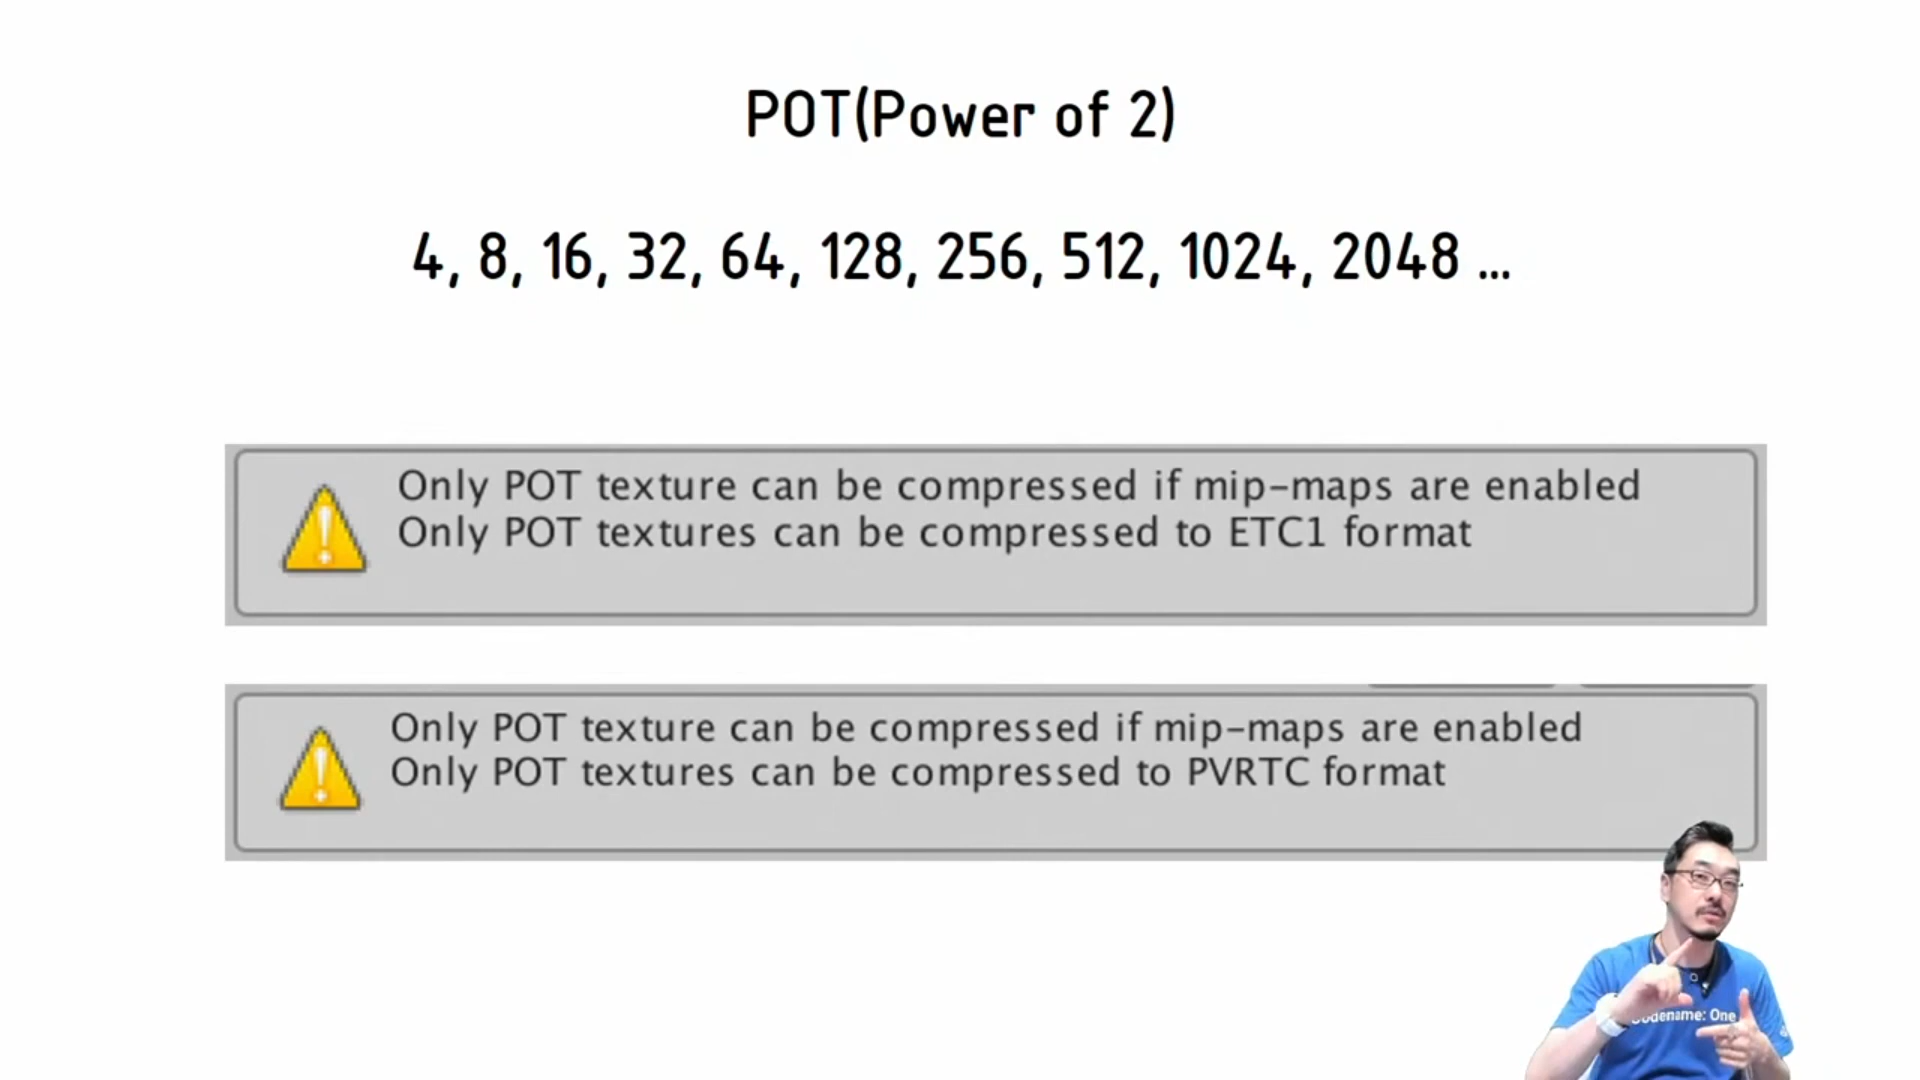 POT(Power of 2)
4, 8, 16, 32, 64, 128, 256, 512, 1024, 2048 ...
Only POT texture can be compressed if mip-maps are enabled
Only POT textures can be compressed to ETC1 format
Only POT texture can be compressed if mip-maps are enabled
Only POT textures can be compressed to PVRTC format
Codename: One